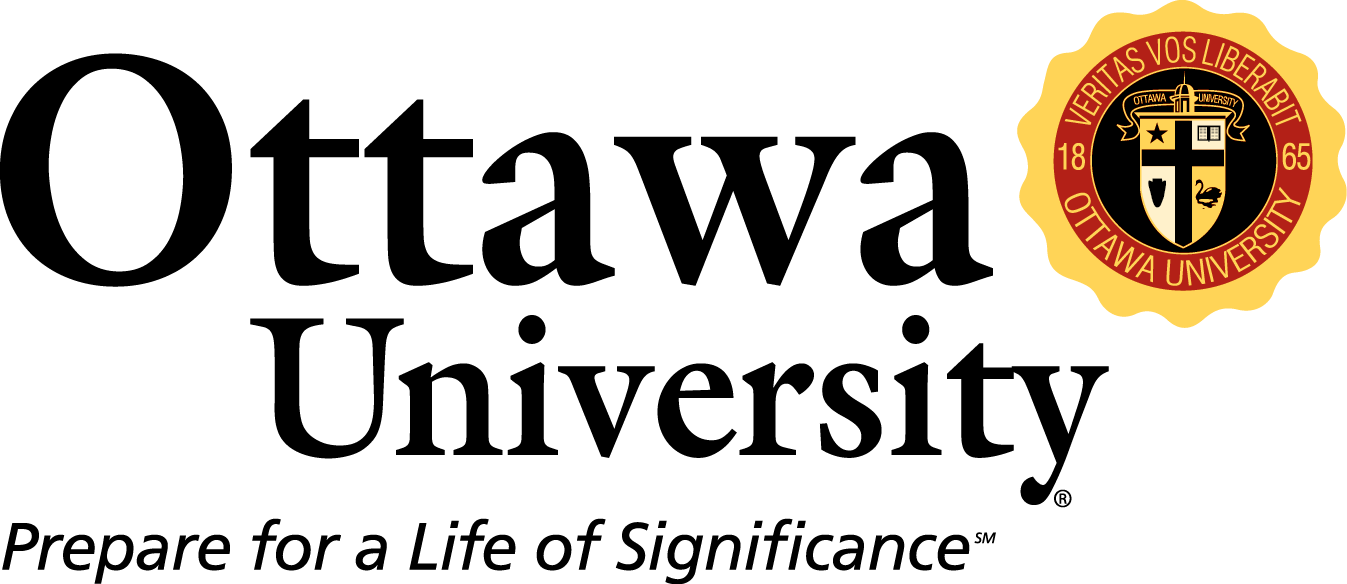 Ottawa
University®
Prepare for a Life of Significance℠
VERITAS VOS LIBERABIT
OTTAWA UNIVERSITY
18 65
OTTAWA UNIVERSITY